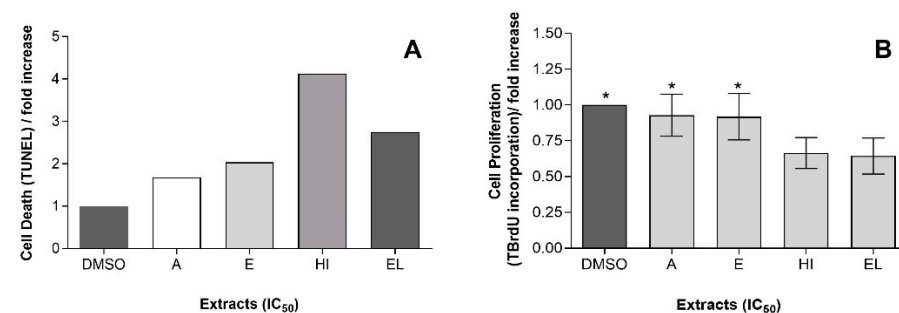 A
Cell Death (TUNEL) / fold increase
5
4
3
2
1
0
DMSO A E HI EL
Extracts (IC50)
B
Cell Proliferation
(TBrdU incorporation)/ fold increase
1.50
1.25
1.00
0.75
0.50
0.25
0.00
* * *
DMSO A E HI EL
Extracts (IC50)